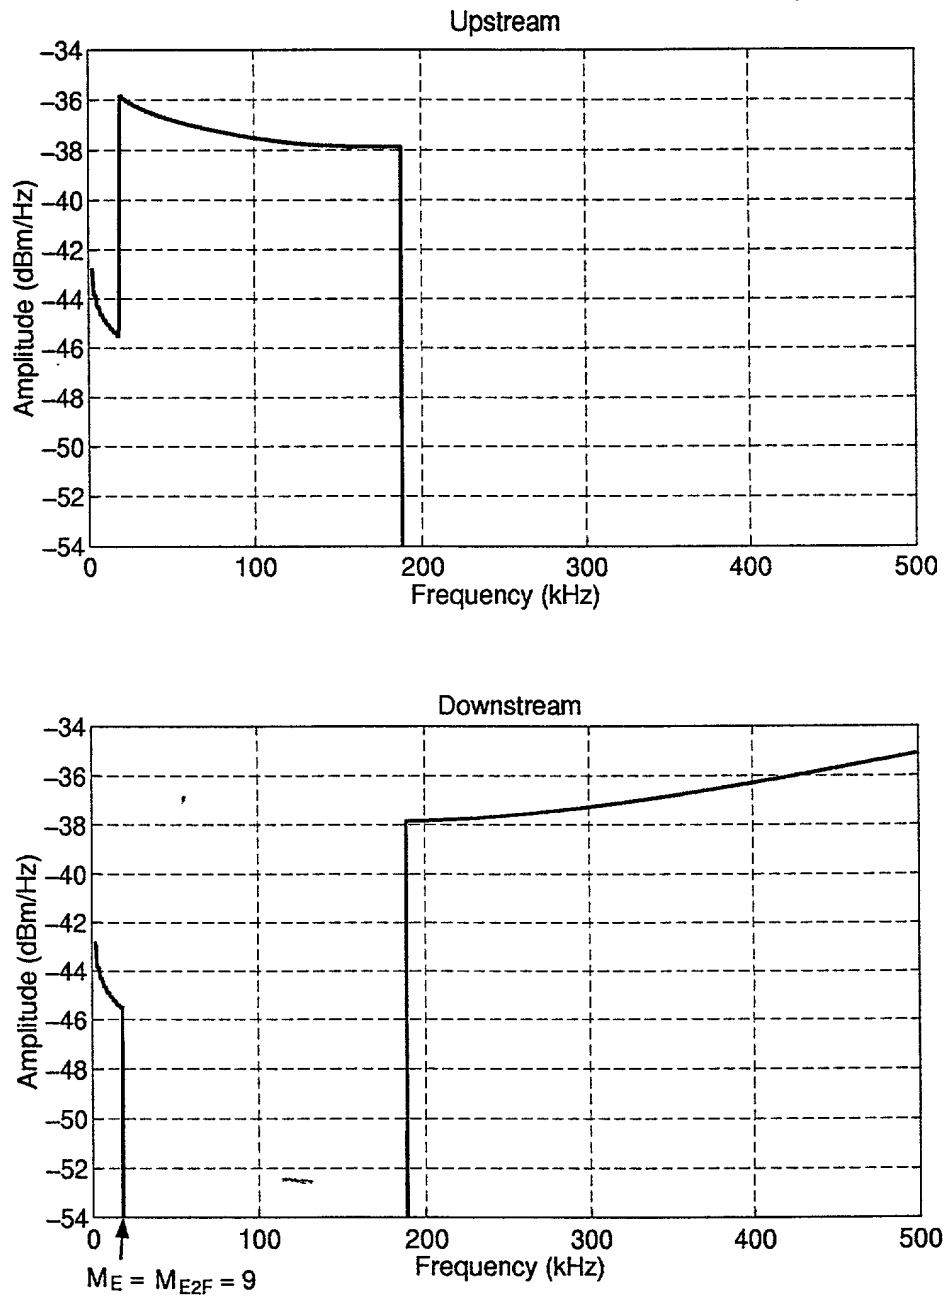 Upstream
Amplitude (dBm/Hz)
−34
−36
−38
−40
−42
−44
−46
−48
−50
−52
−54
0 100 200 300 400 500
Frequency (kHz)
Downstream
Amplitude (dBm/Hz)
−34
−36
−38
−40
−42
−44
−46
−48
−50
−52
−54
0 100 200 300 400 500
Frequency (kHz)
M_E = M_E2F = 9